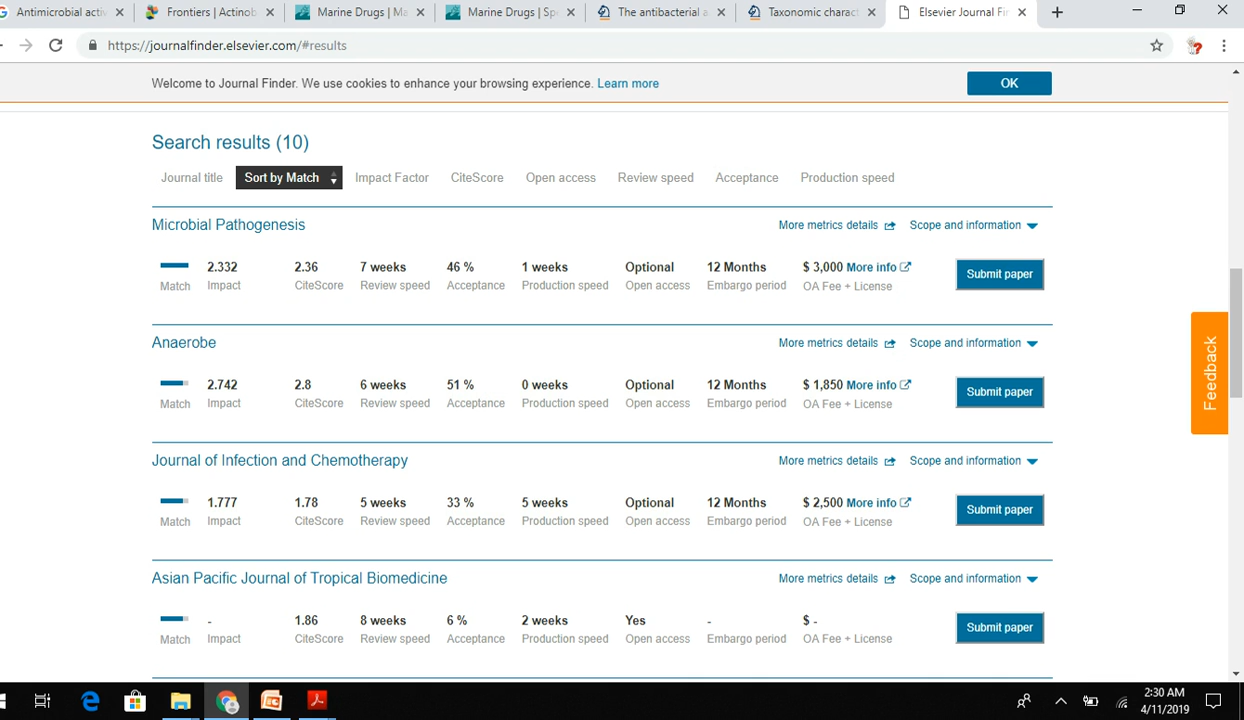 Antimicrobial activ
Frontiers | Actinob
Marine Drugs | Ma
Marine Drugs | Spe
The antibacterial a
Taxonomic charact
Elsevier Journal Fin
https://journalfinder.elsevier.com/#results
Welcome to Journal Finder. We use cookies to enhance your browsing experience. Learn more
OK
Search results (10)
Journal title Sort by Match Impact Factor CiteScore Open access Review speed Acceptance Production speed
Microbial Pathogenesis More metrics details Scope and information
2.332 2.36 7 weeks 46 % 1 weeks Optional 12 Months $ 3,000 More info Submit paper
Match Impact CiteScore Review speed Acceptance Production speed Open access Embargo period OA Fee + License
Anaerobe More metrics details Scope and information
2.742 2.8 6 weeks 51 % 0 weeks Optional 12 Months $ 1,850 More info Submit paper
Match Impact CiteScore Review speed Acceptance Production speed Open access Embargo period OA Fee + License
Feedback
Journal of Infection and Chemotherapy More metrics details Scope and information
1.777 1.78 5 weeks 33 % 5 weeks Optional 12 Months $ 2,500 More info Submit paper
Match Impact CiteScore Review speed Acceptance Production speed Open access Embargo period OA Fee + License
Asian Pacific Journal of Tropical Biomedicine More metrics details Scope and information
- 1.86 8 weeks 6 % 2 weeks Yes - $ - Submit paper
Match Impact CiteScore Review speed Acceptance Production speed Open access Embargo period OA Fee + License
2:30 AM
4/11/2019